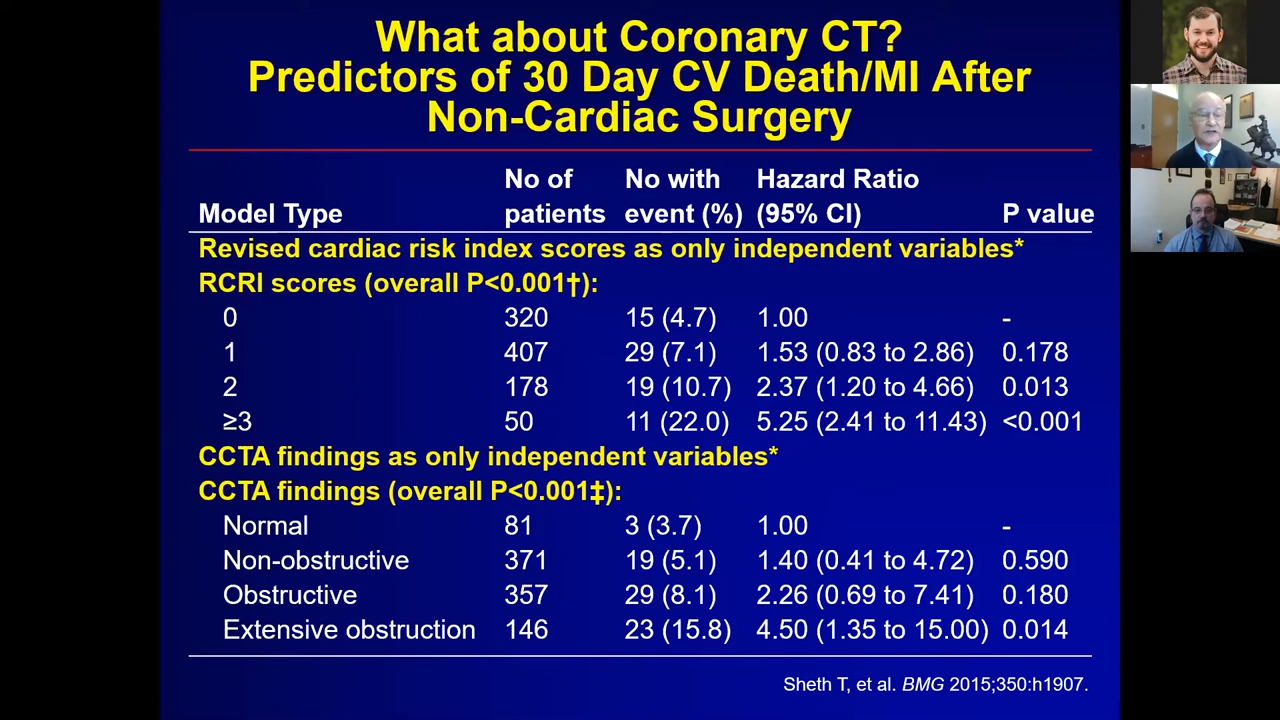 What about Coronary CT?
Predictors of 30 Day CV Death/MI After
Non-Cardiac Surgery
No of No with Hazard Ratio
Model Type patients event (%) (95% CI) P value
Revised cardiac risk index scores as only independent variables*
RCRI scores (overall P<0.001†):
0 320 15 (4.7) 1.00 -
1 407 29 (7.1) 1.53 (0.83 to 2.86) 0.178
2 178 19 (10.7) 2.37 (1.20 to 4.66) 0.013
≥3 50 11 (22.0) 5.25 (2.41 to 11.43) <0.001
CCTA findings as only independent variables*
CCTA findings (overall P<0.001‡):
Normal 81 3 (3.7) 1.00 -
Non-obstructive 371 19 (5.1) 1.40 (0.41 to 4.72) 0.590
Obstructive 357 29 (8.1) 2.26 (0.69 to 7.41) 0.180
Extensive obstruction 146 23 (15.8) 4.50 (1.35 to 15.00) 0.014
Sheth T, et al. BMG 2015;350:h1907.